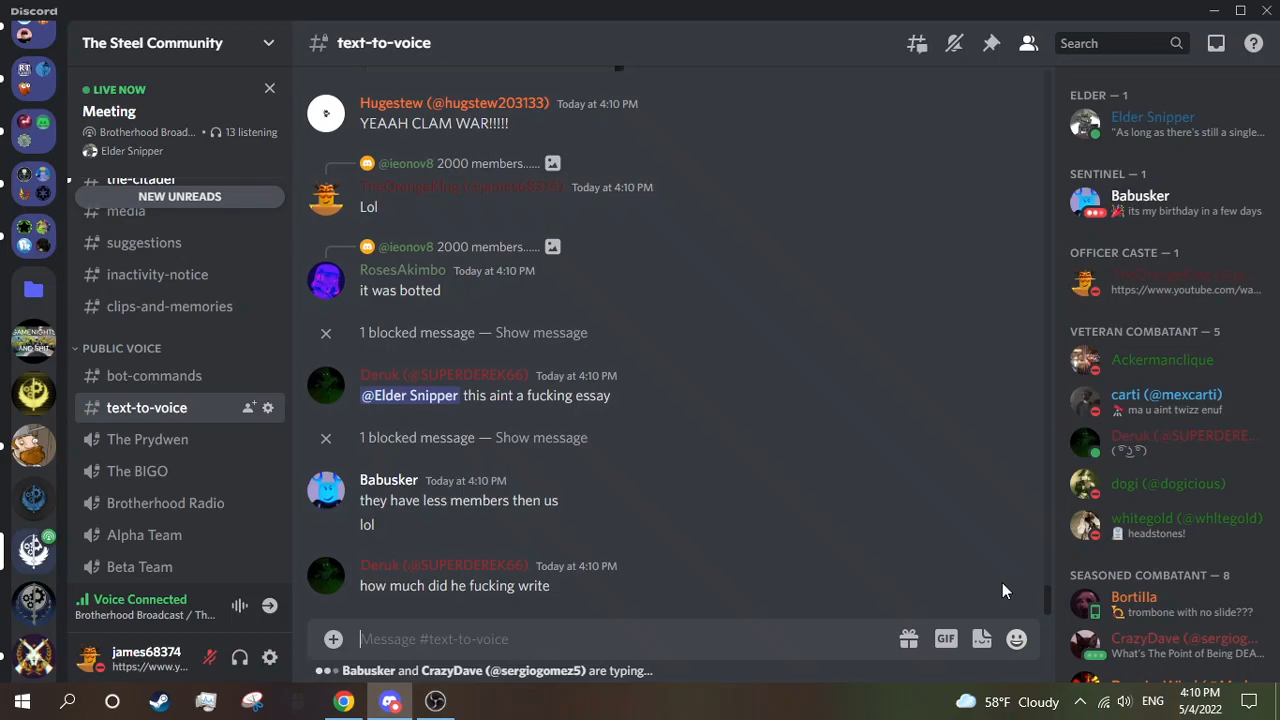 Discord
The Steel Community
LIVE NOW
Meeting
Brotherhood Broad... • 13 listening
Elder Snipper
the-citadel
NEW UNREADS
media
suggestions
inactivity-notice
clips-and-memories
PUBLIC VOICE
bot-commands
text-to-voice
The Prydwen
The BIGO
Brotherhood Radio
Alpha Team
Beta Team
Voice Connected
Brotherhood Broadcast / Th...
james68374
https://www.y...
text-to-voice
Search
Hugestew (@hugstew203133) Today at 4:10 PM
YEAAH CLAM WAR!!!!!
@ieonov8 2000 members......
TheOrangeKing (@james68374) Today at 4:10 PM
Lol
@ieonov8 2000 members......
RosesAkimbo Today at 4:10 PM
it was botted
1 blocked message — Show message
Deruk (@SUPERDEREK66) Today at 4:10 PM
@Elder Snipper this aint a fucking essay
1 blocked message — Show message
Babusker Today at 4:10 PM
they have less members then us
lol
Deruk (@SUPERDEREK66) Today at 4:10 PM
how much did he fucking write
Message #text-to-voice
GIF
Babusker and CrazyDave (@sergiogomez5) are typing...
ELDER — 1
Elder Snipper
"As long as there's still a single...
SENTINEL — 1
Babusker
its my birthday in a few days
OFFICER CASTE — 1
https://www.youtube.com/wa...
VETERAN COMBATANT — 5
Ackermanclique
carti (@mexcarti)
ma u aint twizz enuf
Deruk (@SUPERDERE...
( ͡° ͜ʖ ͡°)
dogi (@dogicious)
whitegold (@whltegold)
headstones!
SEASONED COMBATANT — 8
Bortilla
trombone with no slide???
CrazyDave (@sergiog...
What's The Point of Being DEA...
58°F Cloudy
ENG
4:10 PM
5/4/2022